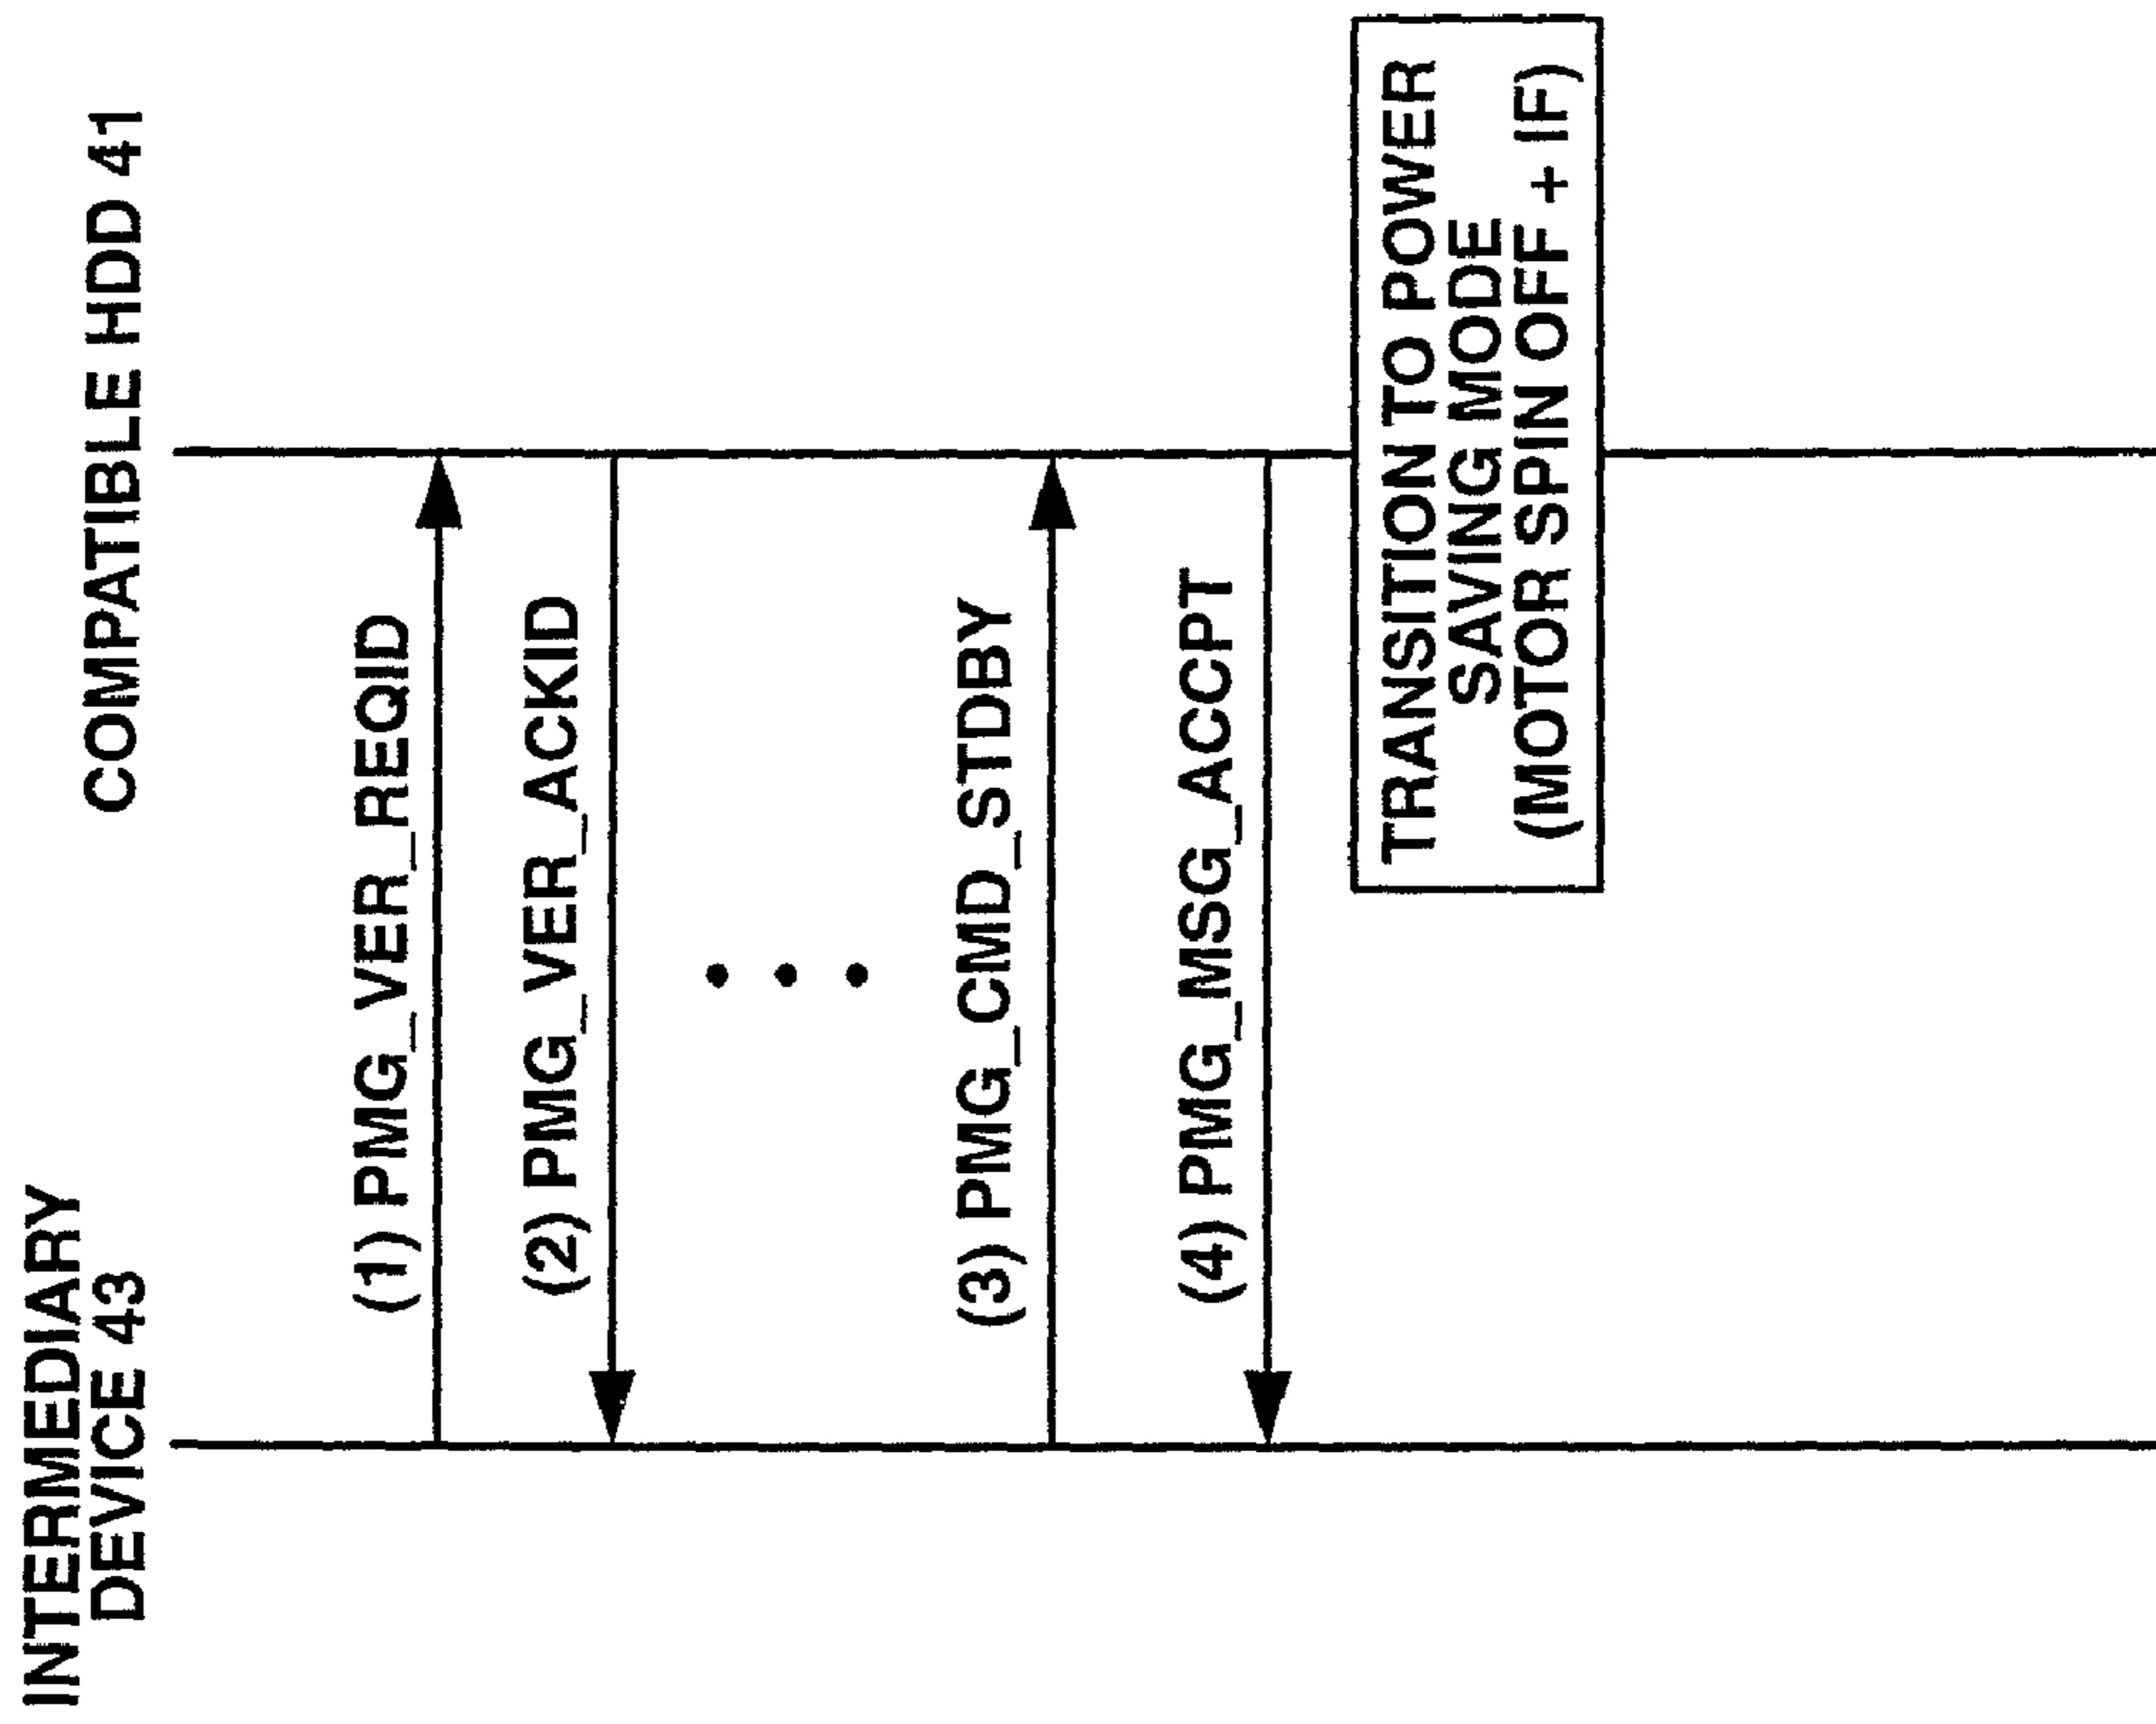 INTERMEDIARY
DEVICE 43
COMPATIBLE HDD 41
(1) PMG_VER_REQID
(2) PMG_VER_ACKID
(3) PMG_CMD_STDBY
(4) PMG_MSG_ACCPT
TRANSITION TO POWER
SAVING MODE
(MOTOR SPIN OFF + IF)